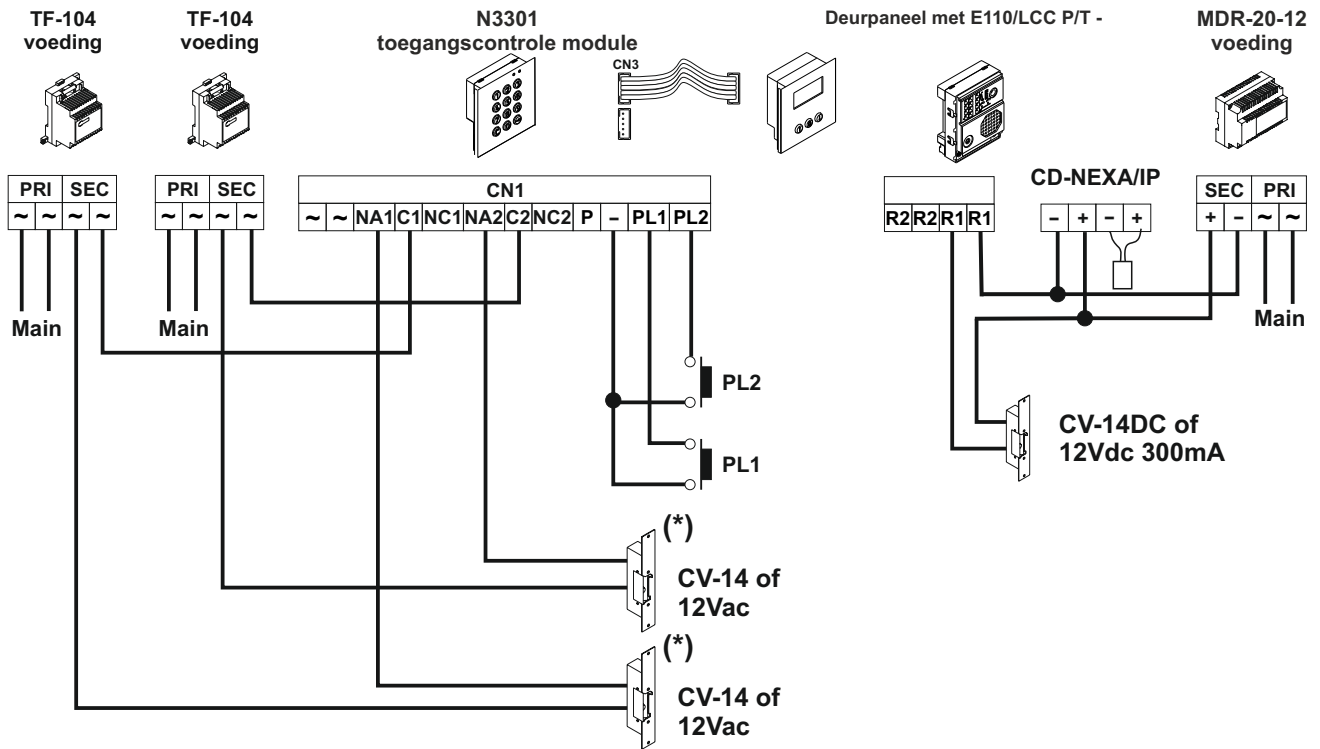 TF-104
voeding
TF-104
voeding
N3301
toegangscontrole module
CN3
Deurpaneel met E110/LCC P/T -
MDR-20-12
voeding
PRI SEC
~ ~ ~ ~
Main
PRI SEC
~ ~ ~ ~
Main
CN1
~ ~ NA1 C1 NC1 NA2 C2 NC2 P – PL1 PL2
R2 R2 R1 R1
CD-NEXA/IP
– + – +
SEC PRI
+ – ~ ~
Main
PL2
PL1
CV-14DC of
12Vdc 300mA
(*)
CV-14 of
12Vac
(*)
CV-14 of
12Vac